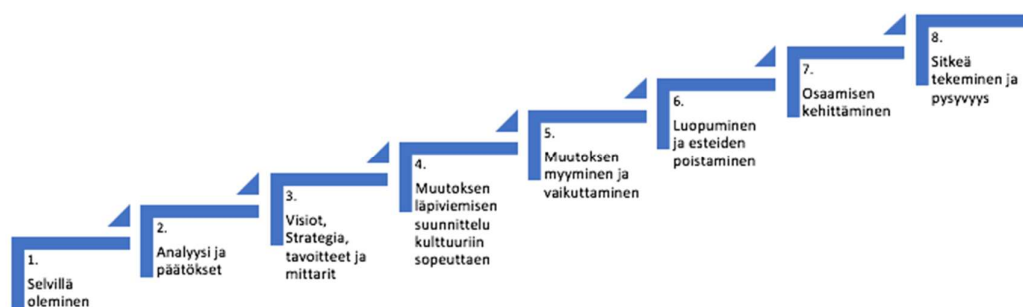 1.
Selvillä
oleminen
2.
Analyysi ja
päätökset
3.
Visiot,
Strategia,
tavoitteet ja
mittarit
4.
Muutoksen
läpiviemisen
suunnittelu
kulttuuriin
sopeuttaen
5.
Muutoksen
myyminen ja
vaikuttaminen
6.
Luopuminen
ja esteiden
poistaminen
7.
Osaamisen
kehittäminen
8.
Sitkeä
tekeminen ja
pysyvyys